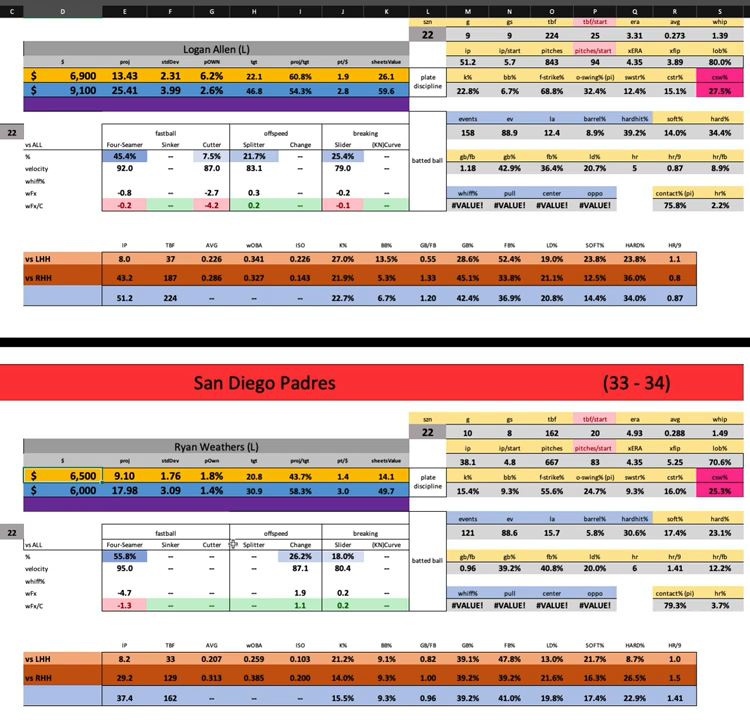 C D E F G H I J K L M N O P Q R S
szn g gs tbf tbf/start era avg whip
22 9 9 224 25 3.31 0.273 1.39
Logan Allen (L) ip ip/start pitches pitches/start xERA xfip lob%
51.2 5.7 843 94 4.35 3.89 80.0%
$ proj stdDev pOWN tgt proj/tgt pt/$ sheetsValue
$ 6,900 13.43 2.31 6.2% 22.1 60.8% 1.9 26.1 plate discipline k% bb% f-strike% o-swing% (pi) swstr% cstr% csw%
$ 9,100 25.41 3.99 2.6% 46.8 54.3% 2.8 59.6 22.8% 6.7% 68.8% 32.4% 12.4% 15.1% 27.5%
events ev la barrel% hardhit% soft% hard%
22 fastball offspeed breaking 158 88.9 12.4 8.9% 39.2% 14.0% 34.4%
vs ALL Four-Seamer Sinker Cutter Splitter Change Slider (KN)Curve
% 45.4% -- 7.5% 21.7% -- 25.4% -- batted ball gb/fb gb% fb% ld% hr hr/9 hr/fb
velocity 92.0 -- 87.0 83.1 -- 79.0 -- 1.18 42.9% 36.4% 20.7% 5 0.87 8.9%
whiff%
wFx -0.8 -- -2.7 0.3 -- -0.2 -- whiff% pull center oppo contact% (pi) hr%
wFx/C -0.2 -- -4.2 0.2 -- -0.1 -- #VALUE! #VALUE! #VALUE! #VALUE! 75.8% 2.2%
IP TBF AVG wOBA ISO K% BB% GB/FB GB% FB% LD% SOFT% HARD% HR/9
vs LHH 8.0 37 0.226 0.341 0.226 27.0% 13.5% 0.55 28.6% 52.4% 19.0% 23.8% 23.8% 1.1
vs RHH 43.2 187 0.286 0.327 0.143 21.9% 5.3% 1.33 45.1% 33.8% 21.1% 12.5% 36.0% 0.8
51.2 224 -- -- -- 22.7% 6.7% 1.20 42.4% 36.9% 20.8% 14.4% 34.0% 0.87
San Diego Padres (33 - 34)
szn g gs tbf tbf/start era avg whip
22 10 8 162 20 4.93 0.288 1.49
Ryan Weathers (L) ip ip/start pitches pitches/start xERA xfip lob%
$ proj stdDev pOwn tgt proj/tgt pt/$ sheetsValue 38.1 4.8 667 83 4.35 5.25 70.6%
$ 6,500 9.10 1.76 1.8% 20.8 43.7% 1.4 14.1 plate discipline k% bb% f-strike% o-swing% (pi) swstr% cstr% csw%
$ 6,000 17.98 3.09 1.4% 30.9 58.3% 3.0 49.7 15.4% 9.3% 55.6% 24.7% 9.3% 16.0% 25.3%
events ev la barrel% hardhit% soft% hard%
22 fastball offspeed breaking 121 88.6 15.7 5.8% 30.6% 17.4% 23.1%
vs ALL Four-Seamer Sinker Cutter Splitter Change Slider (KN)Curve
% 55.8% -- -- -- 26.2% 18.0% -- batted ball gb/fb gb% fb% ld% hr hr/9 hr/fb
velocity 95.0 -- -- -- 87.1 80.4 -- 0.96 39.2% 40.8% 20.0% 6 1.41 12.2%
whiff%
wFx -4.7 -- -- -- 1.9 0.2 -- whiff% pull center oppo contact% (pi) hr%
wFx/C -1.3 -- -- -- 1.1 0.2 -- #VALUE! #VALUE! #VALUE! #VALUE! 79.3% 3.7%
IP TBF AVG wOBA ISO K% BB% GB/FB GB% FB% LD% SOFT% HARD% HR/9
vs LHH 8.2 33 0.207 0.259 0.103 21.2% 9.1% 0.82 39.1% 47.8% 13.0% 21.7% 8.7% 1.0
vs RHH 29.2 129 0.313 0.385 0.200 14.0% 9.3% 1.00 39.2% 39.2% 21.6% 16.3% 26.5% 1.5
37.4 162 -- -- -- 15.5% 9.3% 0.96 39.2% 41.0% 19.8% 17.4% 22.9% 1.41